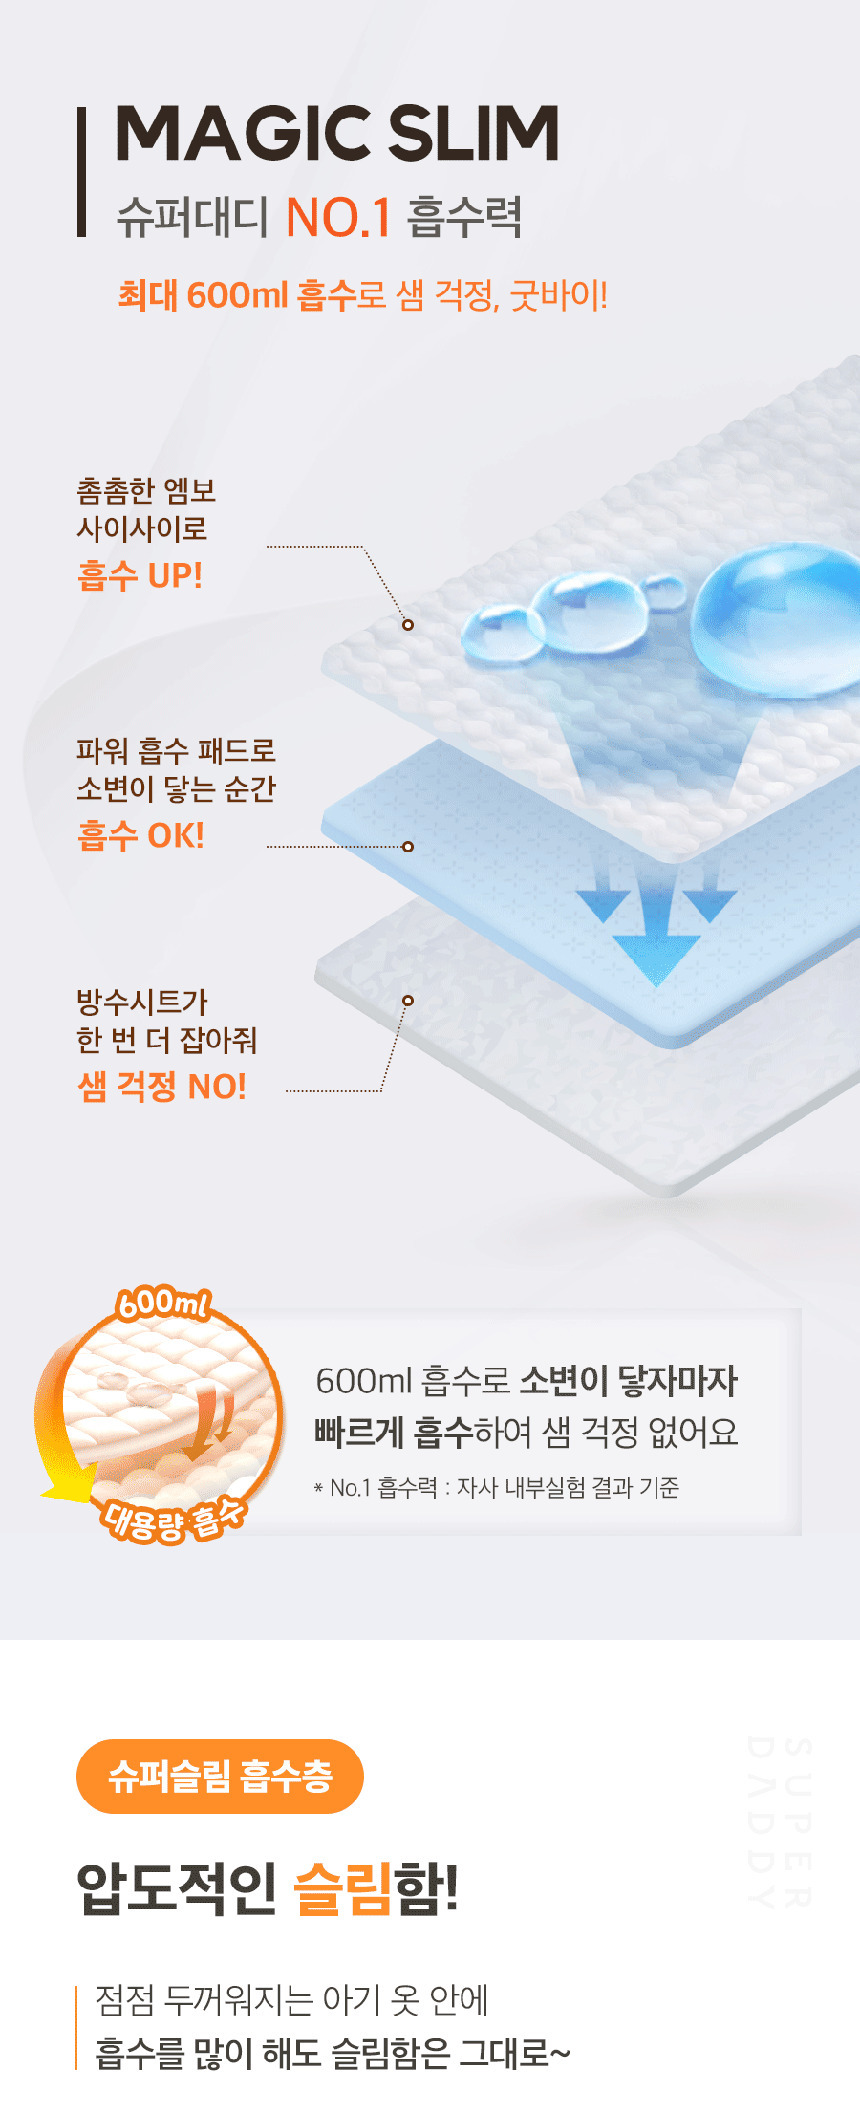 MAGIC SLIM
슈퍼대디 NO.1 흡수력
최대 600ml 흡수로 샘 걱정, 굿바이!
촘촘한 엠보
사이사이로
흡수 UP!
파워 흡수 패드로
소변이 닿는 순간
흡수 OK!
방수시트가
한 번 더 잡아줘
샘 걱정 NO!
600ml
대용량 흡수
600ml 흡수로 소변이 닿자마자
빠르게 흡수하여 샘 걱정 없어요
* No.1 흡수력 : 자사 내부실험 결과 기준
슈퍼슬림 흡수층
SUPER
DADDY
압도적인 슬림함!
점점 두꺼워지는 아기 옷 안에
흡수를 많이 해도 슬림함은 그대로~